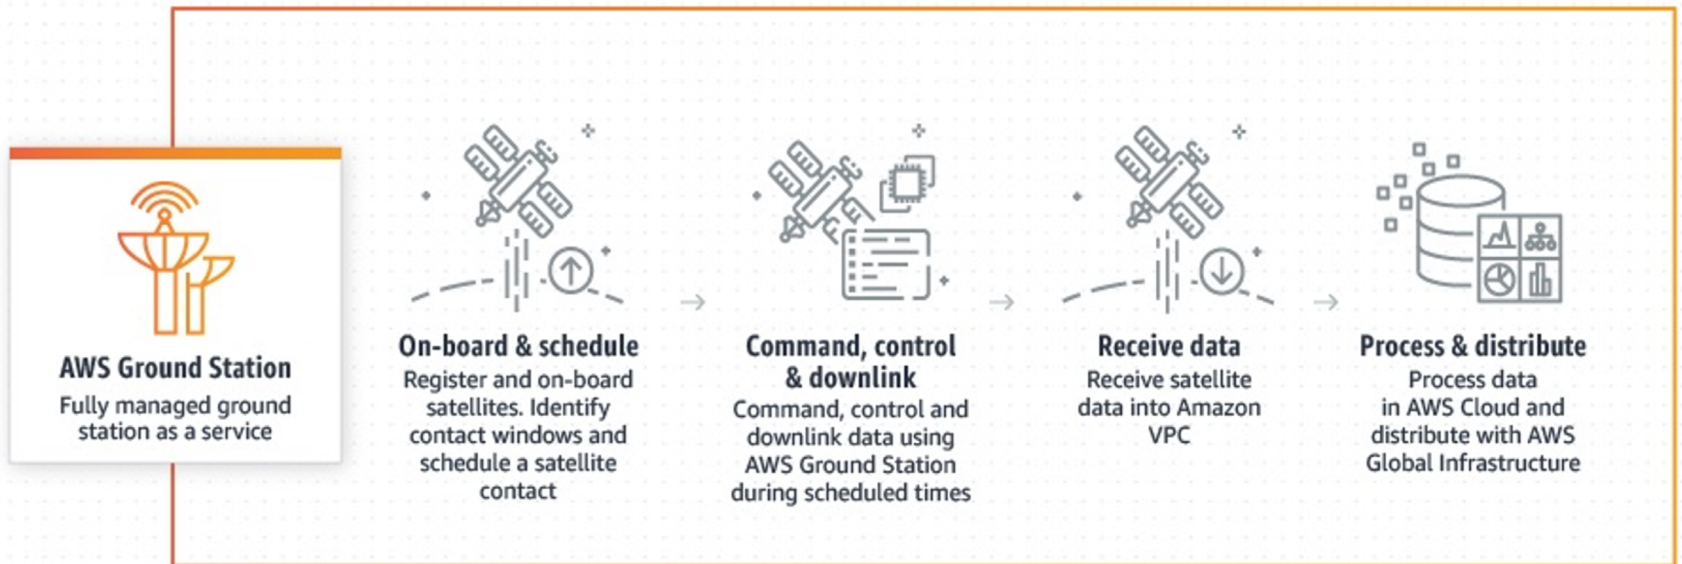 AWS Ground Station
Fully managed ground
station as a service
On-board & schedule
Register and on-board
satellites. Identify
contact windows and
schedule a satellite
contact
Command, control
& downlink
Command, control and
downlink data using
AWS Ground Station
during scheduled times
Receive data
Receive satellite
data into Amazon
VPC
Process & distribute
Process data
in AWS Cloud and
distribute with AWS
Global Infrastructure